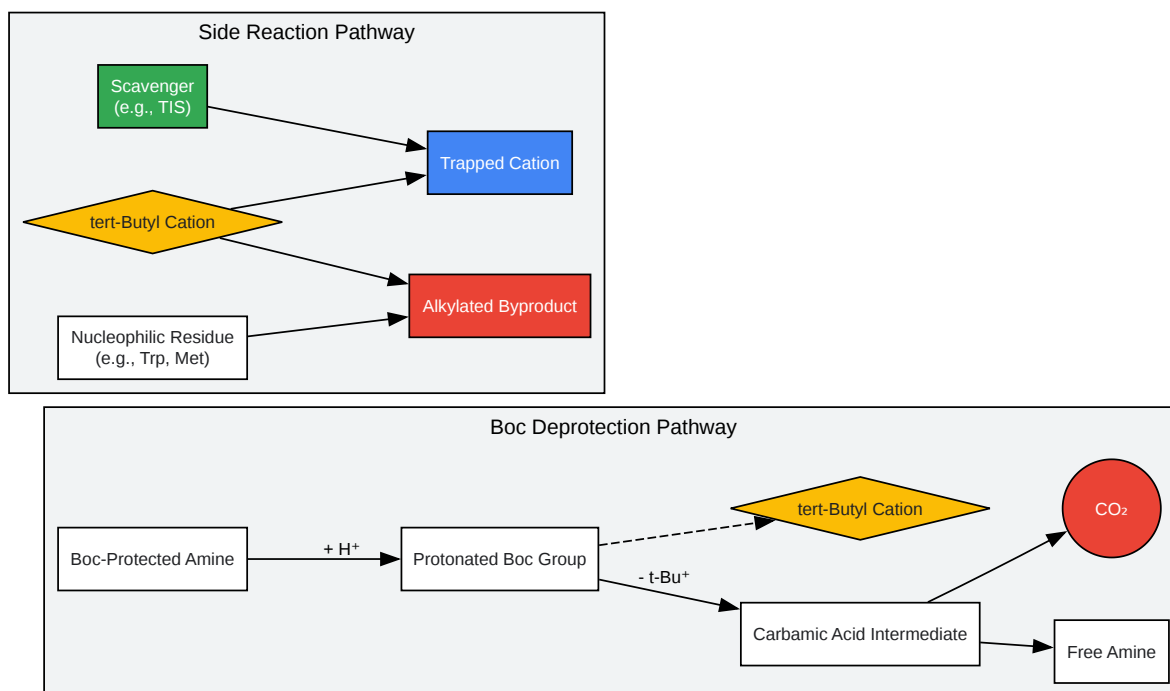 Side Reaction Pathway
Scavenger
(e.g., TIS)
Trapped Cation
tert-Butyl Cation
Alkylated Byproduct
Nucleophilic Residue
(e.g., Trp, Met)
Boc Deprotection Pathway
Boc-Protected Amine
+ H⁺
Protonated Boc Group
tert-Butyl Cation
CO₂
- t-Bu⁺
Carbamic Acid Intermediate
Free Amine